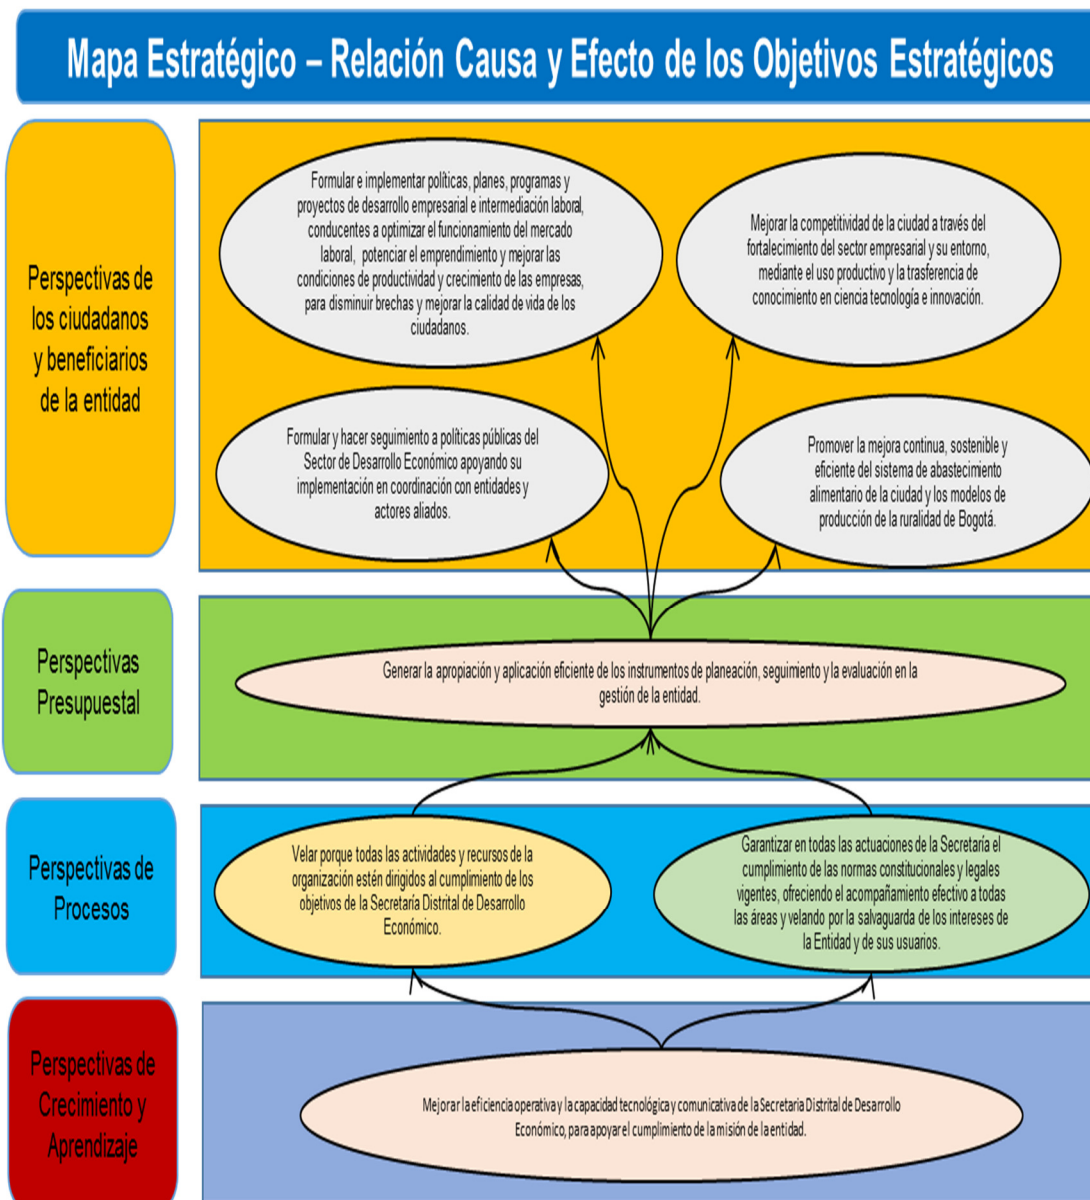 Mapa Estratégico – Relación Causa y Efecto de los Objetivos Estratégicos
Perspectivas de
los ciudadanos
y beneficiarios
de la entidad
Formular e implementar políticas, planes, programas y
proyectos de desarrollo empresarial e intermediación laboral,
conducentes a optimizar el funcionamiento del mercado
laboral, potenciar el emprendimiento y mejorar las
condiciones de productividad y crecimiento de las empresas,
para disminuir brechas y mejorar la calidad de vida de los
ciudadanos.
Mejorar la competitividad de la ciudad a través del
fortalecimiento del sector empresarial y su entorno,
mediante el uso productivo y la trasferencia de
conocimiento en ciencia tecnología e innovación.
Formular y hacer seguimiento a políticas públicas del
Sector de Desarrollo Económico apoyando su
implementación en coordinación con entidades y
actores aliados.
Promover la mejora continua, sostenible y
eficiente del sistema de abastecimiento
alimentario de la ciudad y los modelos de
producción de la ruralidad de Bogotá.
Perspectivas
Presupuestal
Generar la apropiación y aplicación eficiente de los instrumentos de planeación, seguimiento y la evaluación en la
gestión de la entidad.
Perspectivas de
Procesos
Velar porque todas las actividades y recursos de la
organización estén dirigidos al cumplimiento de los
objetivos de la Secretaría Distrital de Desarrollo
Económico.
Garantizar en todas las actuaciones de la Secretaría el
cumplimiento de las normas constitucionales y legales
vigentes, ofreciendo el acompañamiento efectivo a todas
las áreas y velando por la salvaguarda de los intereses de
la Entidad y de sus usuarios.
Perspectivas de
Crecimiento y
Aprendizaje
Mejorar la eficiencia operativa y la capacidad tecnológica y comunicativa de la Secretaria Distrital de Desarrollo
Económico, para apoyar el cumplimiento de la misión de la entidad.